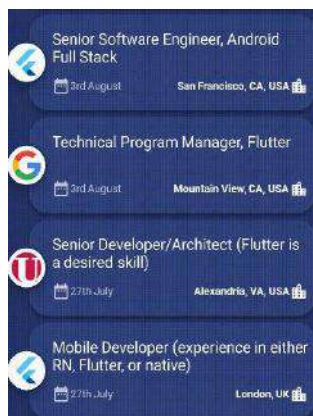 Senior Software Engineer, Android
Full Stack
3rd August San Francisco, CA, USA
Technical Program Manager, Flutter
3rd August Mountain View, CA, USA
Senior Developer/Architect (Flutter is
a desired skill)
27th July Alexandria, VA, USA
Mobile Developer (experience in either
RN, Flutter, or native)
27th July London, UK